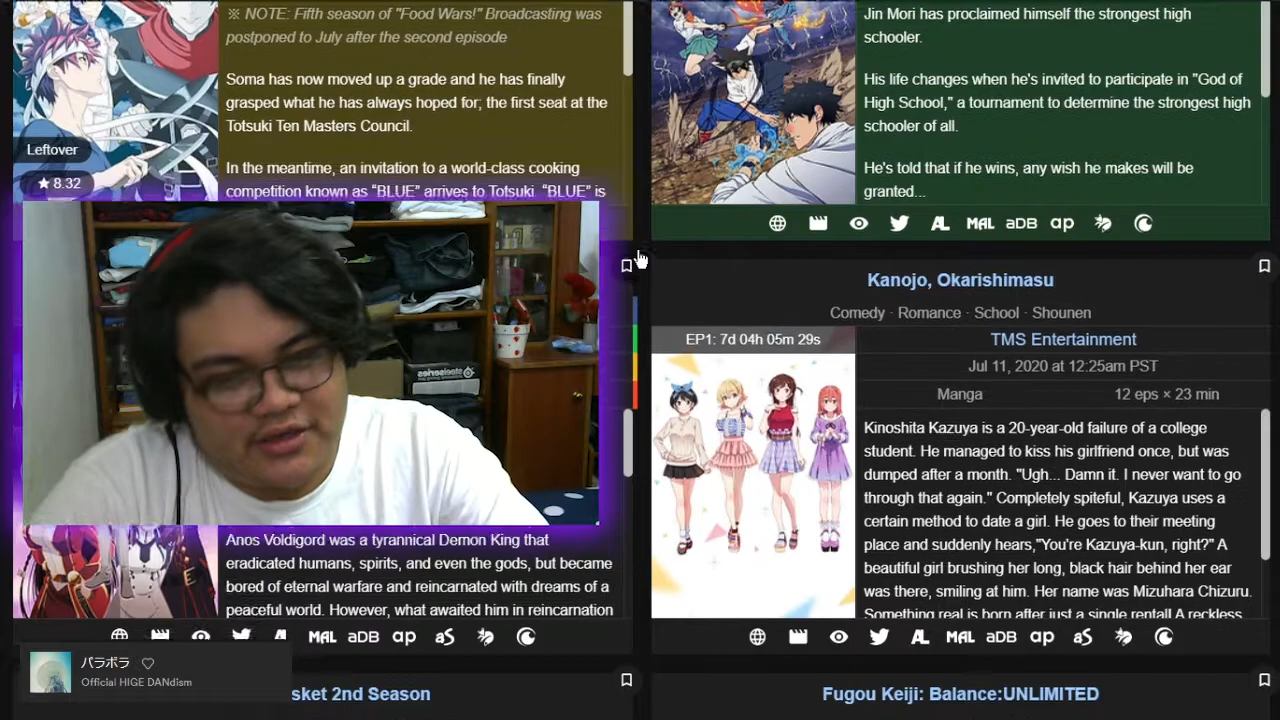 ※ NOTE: Fifth season of "Food Wars!" Broadcasting was
postponed to July after the second episode
Soma has now moved up a grade and he has finally
grasped what he has always hoped for; the first seat at the
Totsuki Ten Masters Council.
In the meantime, an invitation to a world-class cooking
competition known as “BLUE” arrives to Totsuki. “BLUE” is
Leftover
★ 8.32
Jin Mori has proclaimed himself the strongest high
schooler.
His life changes when he's invited to participate in "God of
High School," a tournament to determine the strongest high
schooler of all.
He's told that if he wins, any wish he makes will be
granted...
AL MAL aDB ap
Kanojo, Okarishimasu
Comedy · Romance · School · Shounen
EP1: 7d 04h 05m 29s
TMS Entertainment
Jul 11, 2020 at 12:25am PST
Manga 12 eps × 23 min
Kinoshita Kazuya is a 20-year-old failure of a college
student. He managed to kiss his girlfriend once, but was
dumped after a month. "Ugh... Damn it. I never want to go
through that again." Completely spiteful, Kazuya uses a
certain method to date a girl. He goes to their meeting
place and suddenly hears,"You're Kazuya-kun, right?" A
beautiful girl brushing her long, black hair behind her ear
was there, smiling at him. Her name was Mizuhara Chizuru.
Something real is born after just a single rental! A reckless
AL MAL aDB ap aS
steelseries
Anos Voldigord was a tyrannical Demon King that
eradicated humans, spirits, and even the gods, but became
bored of eternal warfare and reincarnated with dreams of a
peaceful world. However, what awaited him in reincarnation
AL MAL aDB ap aS
パラボラ ♡
Official HIGE DANdism
sket 2nd Season
Fugou Keiji: Balance:UNLIMITED